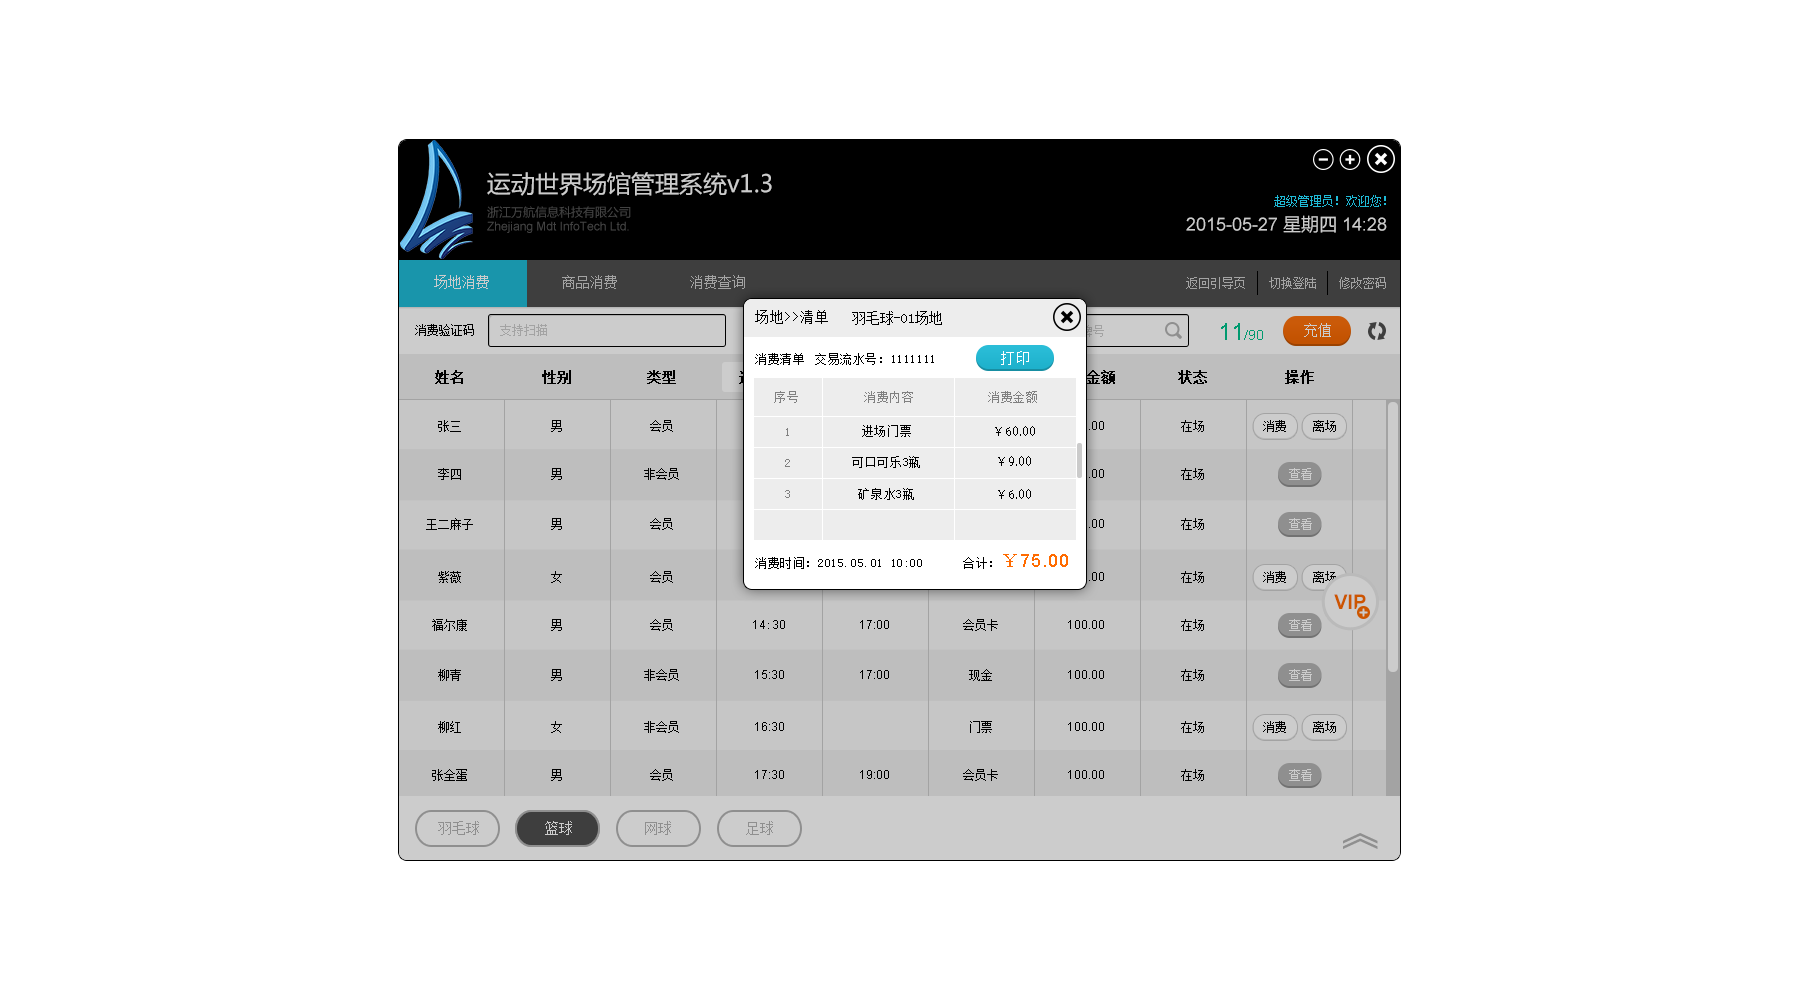 运动世界场馆管理系统v1.3
浙江万航信息科技有限公司
Zhejiang Mdt InfoTech Ltd.
超级管理员！欢迎您！
2015-05-27 星期四 14:28
场地消费 商品消费 消费查询 返回引导页 切换登陆 修改密码
消费验证码 支持扫描 号 11/90 充值
姓名 性别 类型 金额 状态 操作
张三 男 会员 .00 在场 消费 离场
李四 男 非会员 .00 在场 查看
王二麻子 男 会员 .00 在场 查看
紫薇 女 会员 .00 在场 消费 离场
VIP
福尔康 男 会员 14:30 17:00 会员卡 100.00 在场 查看
柳青 男 非会员 15:30 17:00 现金 100.00 在场 查看
柳红 女 非会员 16:30 门票 100.00 在场 消费 离场
张全蛋 男 会员 17:30 19:00 会员卡 100.00 在场 查看
羽毛球 篮球 网球 足球
场地>>清单 羽毛球-01场地
消费清单 交易流水号：1111111 打印
序号 消费内容 消费金额
1 进场门票 ￥60.00
2 可口可乐3瓶 ￥9.00
3 矿泉水3瓶 ￥6.00
消费时间：2015.05.01 10:00 合计：￥75.00